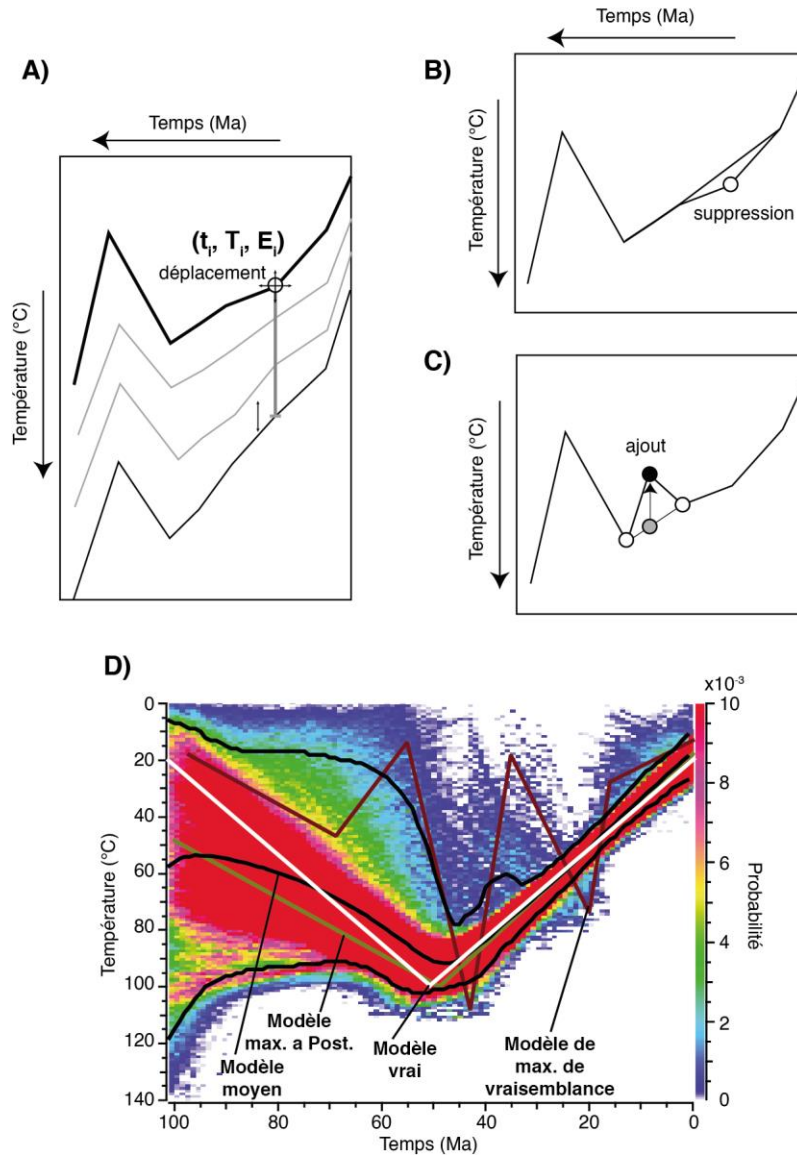 A)
Temps (Ma)
Température (°C)
(ti, Ti, Ei)
déplacement
Temps (Ma)
B)
Température (°C)
suppression
C)
Température (°C)
ajout
D)
x10-3
0
20
40
60
80
100
120
140
Température (°C)
100
80
60
40
20
0
Temps (Ma)
10
8
6
4
2
0
Probabilité
Modèle
moyen
Modèle
max. a Post.
Modèle
vrai
Modèle de
max. de
vraisemblance